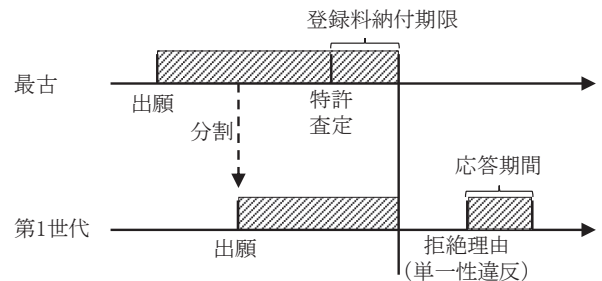 登録料納付期限
最古
出願
特許
査定
分割
応答期間
第1世代
出願
拒絶理由
(単一性違反)